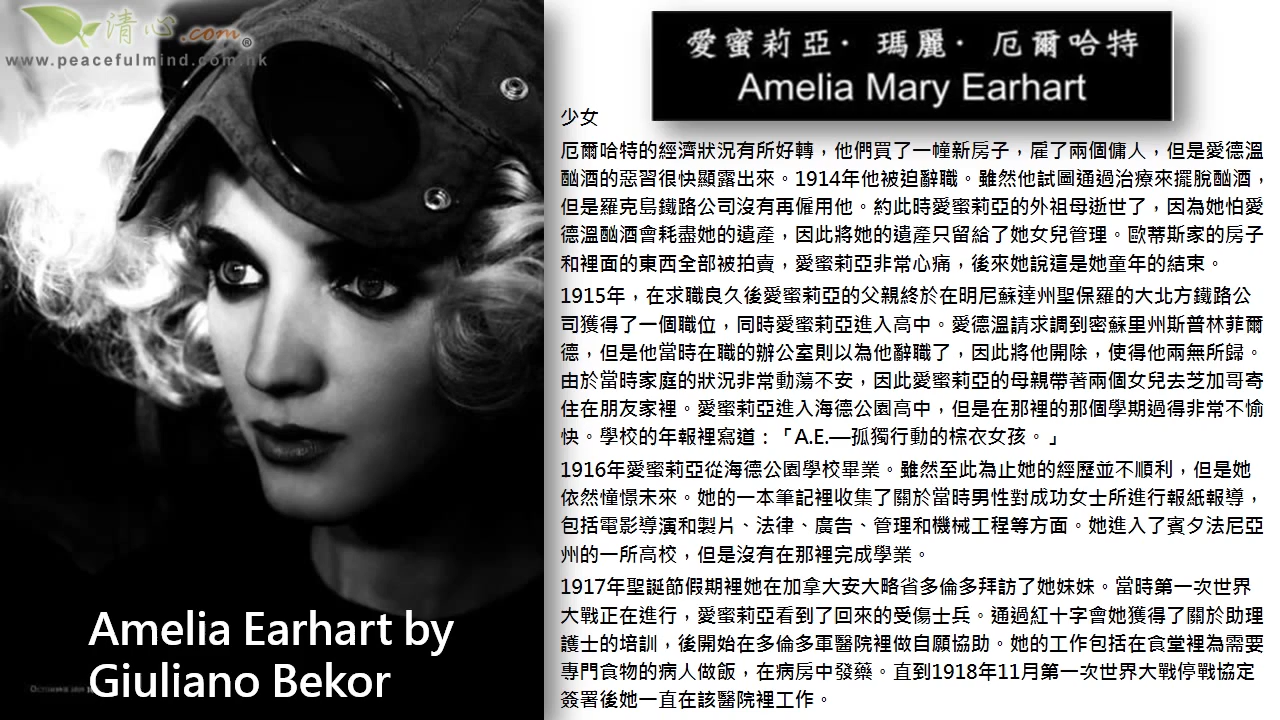 清心.com®
www.peacefulmind.com.hk
愛蜜莉亞·瑪麗·厄爾哈特
Amelia Mary Earhart
少女
厄爾哈特的經濟狀況有所好轉，他們買了一幢新房子，雇了兩個傭人，但是愛德溫
酗酒的惡習很快顯露出來。1914年他被迫辭職。雖然他試圖通過治療來擺脫酗酒，
但是羅克島鐵路公司沒有再僱用他。約此時愛蜜莉亞的外祖母逝世了，因為她怕愛
德溫酗酒會耗盡她的遺產，因此將她的遺產只留給了她女兒管理。歐蒂斯家的房子
和裡面的東西全部被拍賣，愛蜜莉亞非常心痛，後來她說這是她童年的結束。
1915年，在求職良久後愛蜜莉亞的父親終於在明尼蘇達州聖保羅的大北方鐵路公
司獲得了一個職位，同時愛蜜莉亞進入高中。愛德溫請求調到密蘇里州斯普林菲爾
德，但是他當時在職的辦公室則以為他辭職了，因此將他開除，使得他兩無所歸。
由於當時家庭的狀況非常動蕩不安，因此愛蜜莉亞的母親帶著兩個女兒去芝加哥寄
住在朋友家裡。愛蜜莉亞進入海德公園高中，但是在那裡的那個學期過得非常不愉
快。學校的年報裡寫道：「A.E.—孤獨行動的棕衣女孩。」
1916年愛蜜莉亞從海德公園學校畢業。雖然至此為止她的經歷並不順利，但是她
依然憧憬未來。她的一本筆記裡收集了關於當時男性對成功女士所進行報紙報導，
包括電影導演和製片、法律、廣告、管理和機械工程等方面。她進入了賓夕法尼亞
州的一所高校，但是沒有在那裡完成學業。
1917年聖誕節假期裡她在加拿大安大略省多倫多拜訪了她妹妹。當時第一次世界
大戰正在進行，愛蜜莉亞看到了回來的受傷士兵。通過紅十字會她獲得了關於助理
護士的培訓，後開始在多倫多軍醫院裡做自願協助。她的工作包括在食堂裡為需要
專門食物的病人做飯，在病房中發藥。直到1918年11月第一次世界大戰停戰協定
簽署後她一直在該醫院裡工作。
Amelia Earhart by
Giuliano Bekor